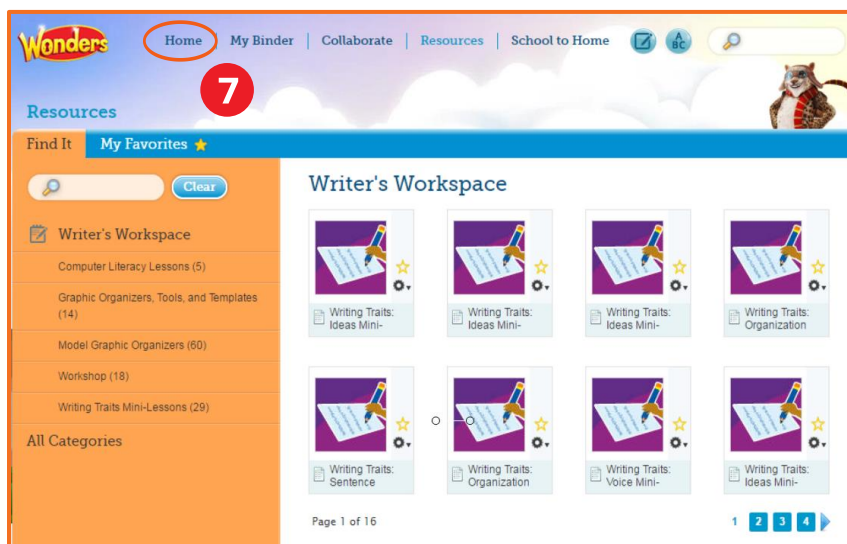 Wonders
Home | My Binder | Collaborate | Resources | School to Home
A
BC
7
Resources
Find It My Favorites
Clear
Writer's Workspace
Computer Literacy Lessons (5)
Graphic Organizers, Tools, and Templates
(14)
Model Graphic Organizers (60)
Workshop (18)
Writing Traits Mini-Lessons (29)
All Categories
Writer's Workspace
Writing Traits:
Ideas Mini-
Writing Traits:
Ideas Mini-
Writing Traits:
Ideas Mini-
Writing Traits:
Organization
Writing Traits:
Sentence
Writing Traits:
Organization
Writing Traits:
Voice Mini-
Writing Traits:
Ideas Mini-
Page 1 of 16
1 2 3 4